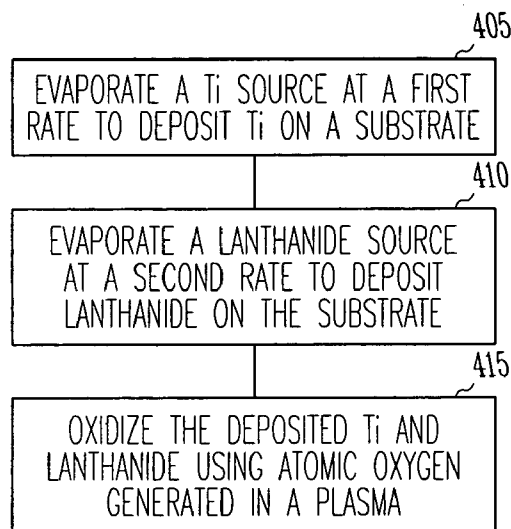 405
EVAPORATE A Ti SOURCE AT A FIRST
RATE TO DEPOSIT Ti ON A SUBSTRATE
410
EVAPORATE A LANTHANIDE SOURCE
AT A SECOND RATE TO DEPOSIT
LANTHANIDE ON THE SUBSTRATE
415
OXIDIZE THE DEPOSITED Ti AND
LANTHANIDE USING ATOMIC OXYGEN
GENERATED IN A PLASMA